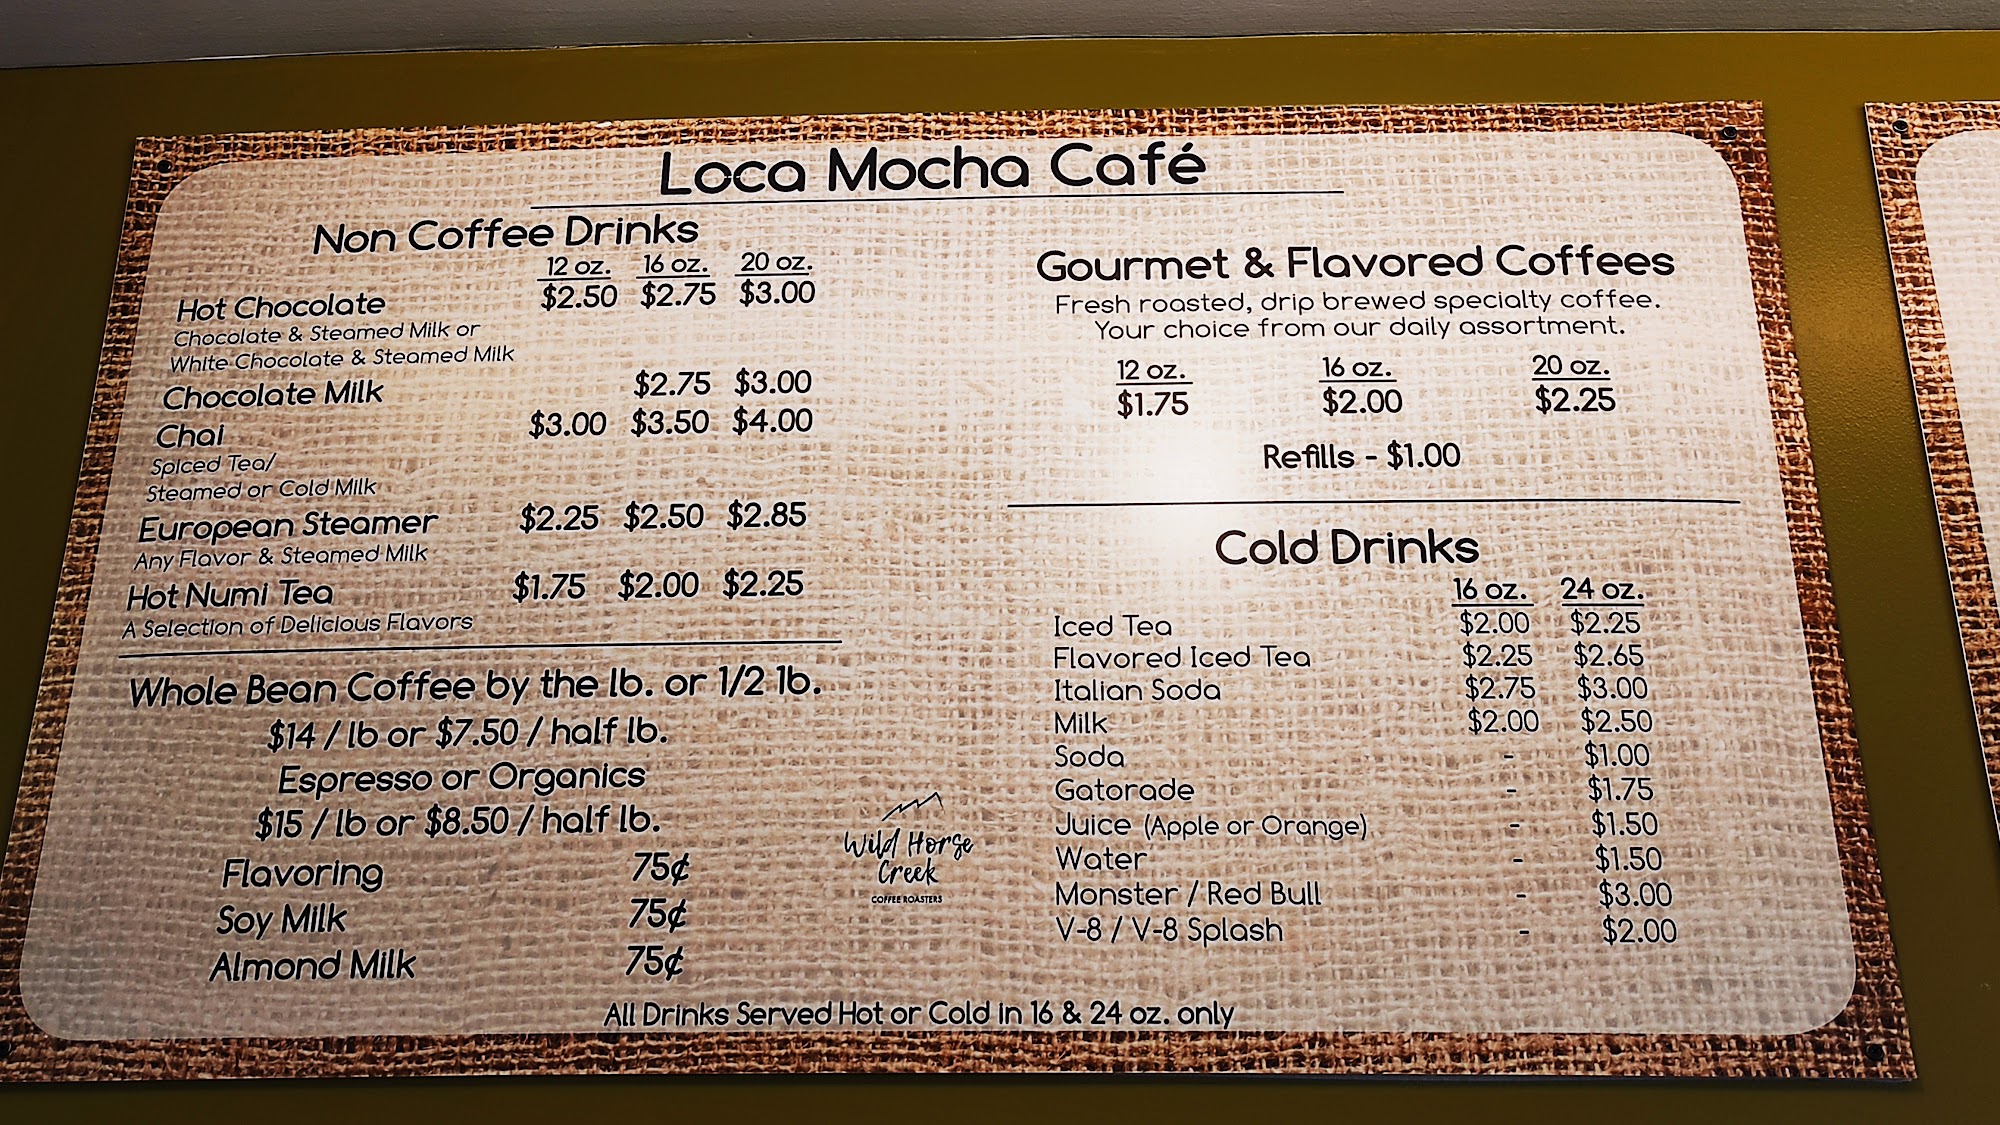 Loca Mocha Café
Non Coffee Drinks
12 oz. 16 oz. 20 oz.
Hot Chocolate $2.50 $2.75 $3.00
Chocolate & Steamed Milk or
White Chocolate & Steamed Milk
Chocolate Milk $2.75 $3.00
Chai $3.00 $3.50 $4.00
Spiced Tea/
Steamed or Cold Milk
European Steamer $2.25 $2.50 $2.85
Any Flavor & Steamed Milk
Hot Numi Tea $1.75 $2.00 $2.25
A Selection of Delicious Flavors
Whole Bean Coffee by the lb. or 1/2 lb.
$14 / lb or $7.50 / half lb.
Espresso or Organics
$15 / lb or $8.50 / half lb.
Flavoring 75¢
Soy Milk 75¢
Almond Milk 75¢
Wild Horse
Creek
COFFEE ROASTERS
Gourmet & Flavored Coffees
Fresh roasted, drip brewed specialty coffee.
Your choice from our daily assortment.
12 oz. 16 oz. 20 oz.
$1.75 $2.00 $2.25
Refills - $1.00
Cold Drinks
16 oz. 24 oz.
Iced Tea $2.00 $2.25
Flavored Iced Tea $2.25 $2.65
Italian Soda $2.75 $3.00
Milk $2.00 $2.50
Soda - $1.00
Gatorade - $1.75
Juice (Apple or Orange) - $1.50
Water - $1.50
Monster / Red Bull - $3.00
V-8 / V-8 Splash - $2.00
All Drinks Served Hot or Cold in 16 & 24 oz. only